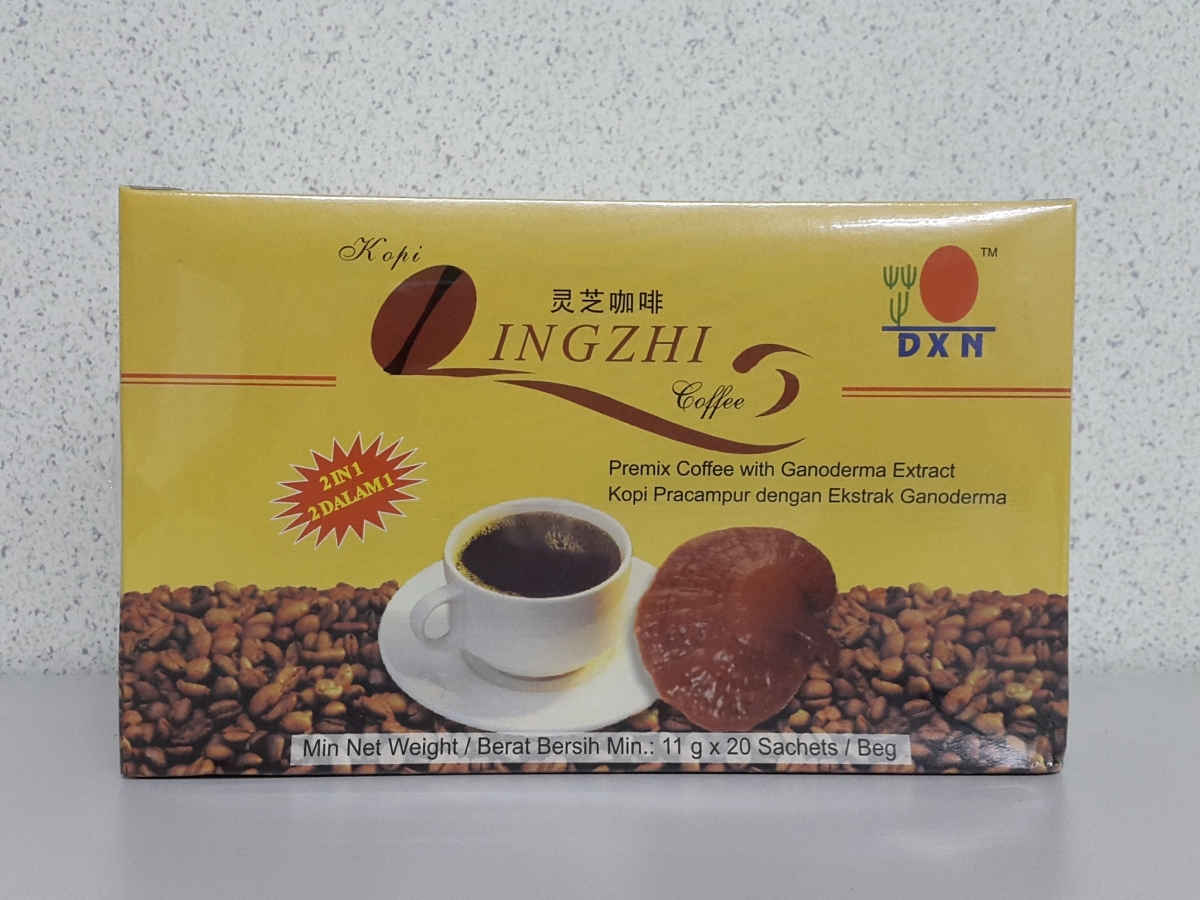 Kopi
灵芝咖啡
LINGZHI
Coffee
TM
DXN
2 IN 1
2 DALAM 1
Premix Coffee with Ganoderma Extract
Kopi Pracampur dengan Ekstrak Ganoderma
Min Net Weight / Berat Bersih Min.: 11 g x 20 Sachets / Beg